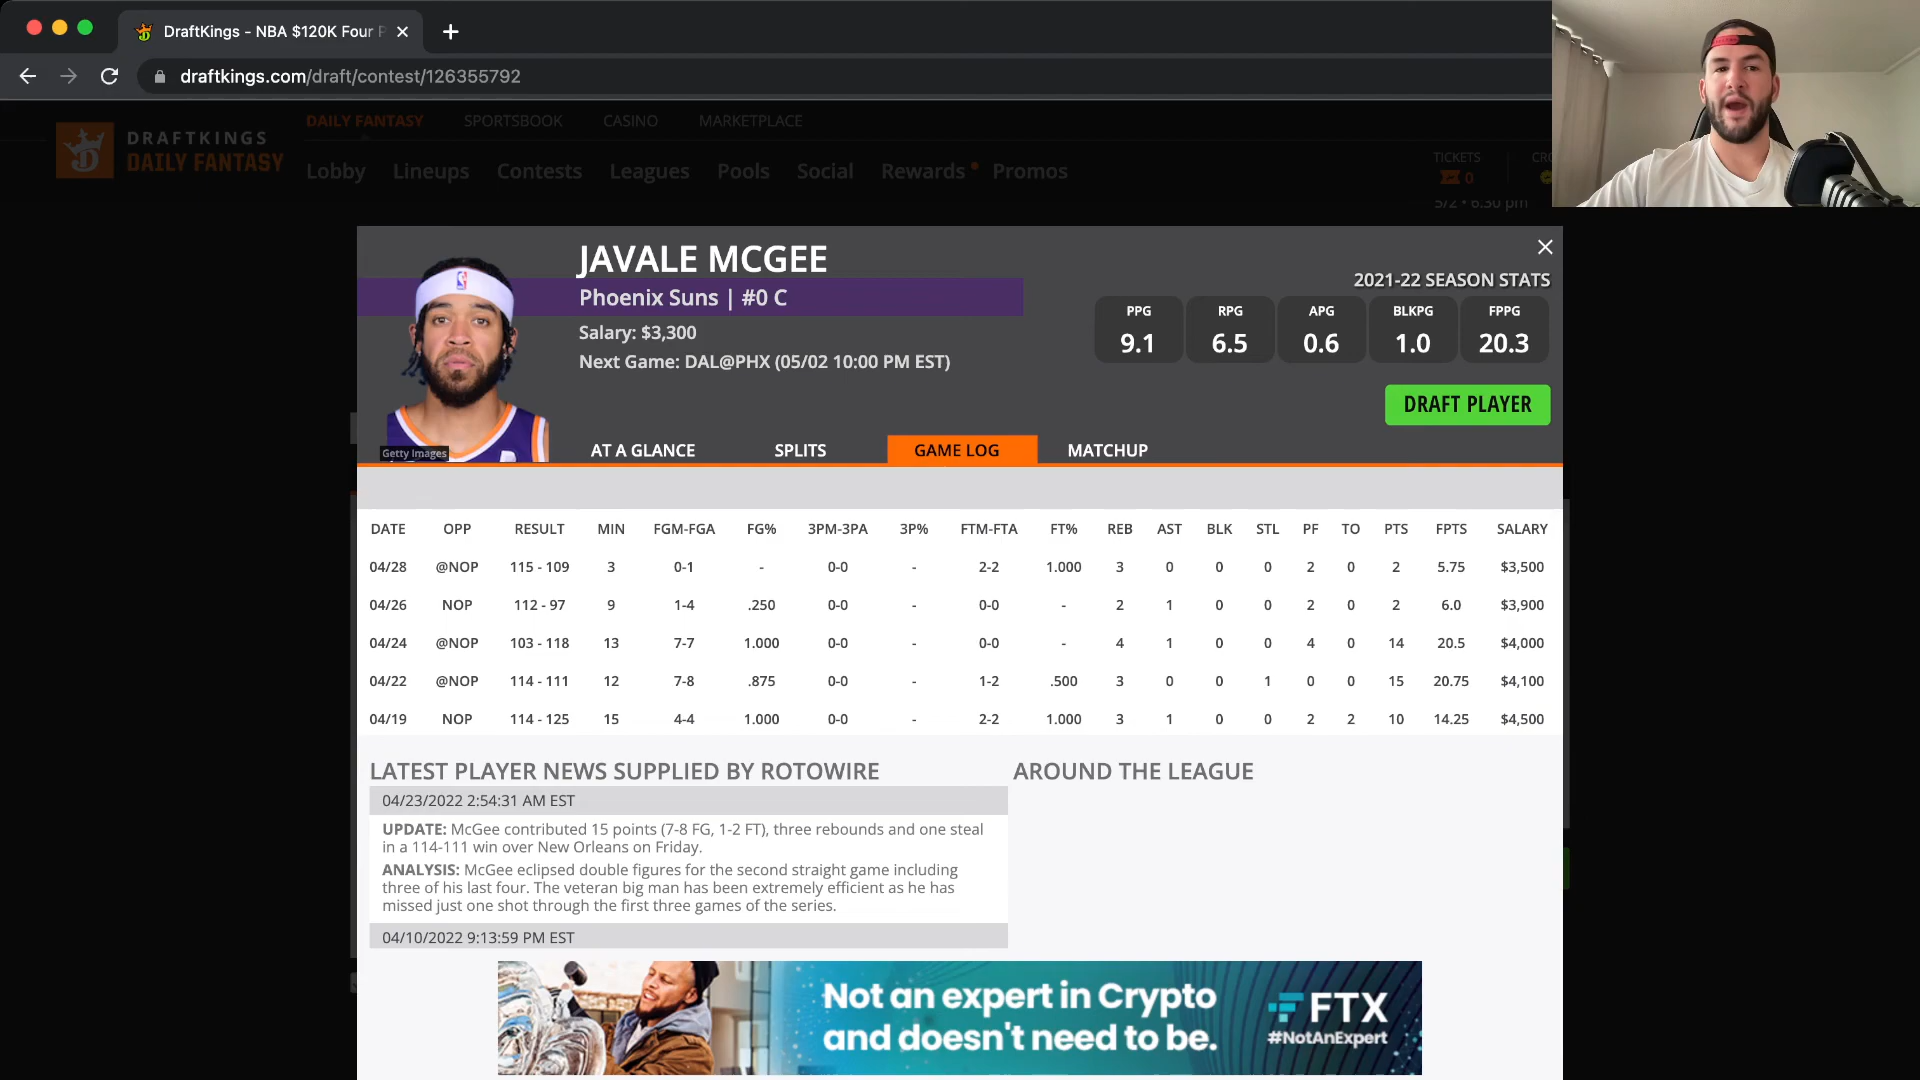 DraftKings - NBA $120K Four P
draftkings.com/draft/contest/126355792
DRAFTKINGS
DAILY FANTASY
DAILY FANTASY SPORTSBOOK CASINO MARKETPLACE
Lobby Lineups Contests Leagues Pools Social Rewards Promos
TICKETS
0
5/2 • 6:30 pm
JAVALE MCGEE
Phoenix Suns | #0 C
Salary: $3,300
Next Game: DAL@PHX (05/02 10:00 PM EST)
2021-22 SEASON STATS
PPG RPG APG BLKPG FPPG
9.1 6.5 0.6 1.0 20.3
DRAFT PLAYER
Getty Images
AT A GLANCE SPLITS GAME LOG MATCHUP
DATE OPP RESULT MIN FGM-FGA FG% 3PM-3PA 3P% FTM-FTA FT% REB AST BLK STL PF TO PTS FPTS SALARY
04/28 @NOP 115 - 109 3 0-1 - 0-0 - 2-2 1.000 3 0 0 0 2 0 2 5.75 $3,500
04/26 NOP 112 - 97 9 1-4 .250 0-0 - 0-0 - 2 1 0 0 2 0 2 6.0 $3,900
04/24 @NOP 103 - 118 13 7-7 1.000 0-0 - 0-0 - 4 1 0 0 4 0 14 20.5 $4,000
04/22 @NOP 114 - 111 12 7-8 .875 0-0 - 1-2 .500 3 0 0 1 0 0 15 20.75 $4,100
04/19 NOP 114 - 125 15 4-4 1.000 0-0 - 2-2 1.000 3 1 0 0 2 2 10 14.25 $4,500
LATEST PLAYER NEWS SUPPLIED BY ROTOWIRE
04/23/2022 2:54:31 AM EST
UPDATE: McGee contributed 15 points (7-8 FG, 1-2 FT), three rebounds and one steal
in a 114-111 win over New Orleans on Friday.
ANALYSIS: McGee eclipsed double figures for the second straight game including
three of his last four. The veteran big man has been extremely efficient as he has
missed just one shot through the first three games of the series.
04/10/2022 9:13:59 PM EST
AROUND THE LEAGUE
Not an expert in Crypto
and doesn't need to be.
FTX
#NotAnExpert